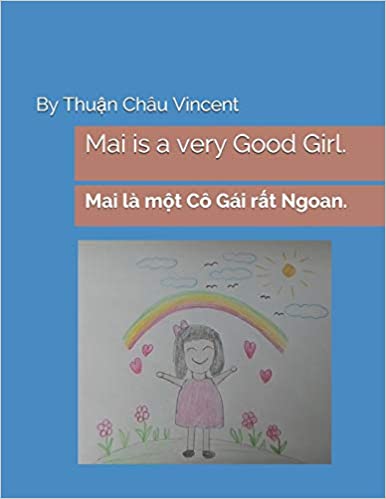 By Thuận Châu Vincent
Mai is a very Good Girl.
Mai là một Cô Gái rất Ngoan.